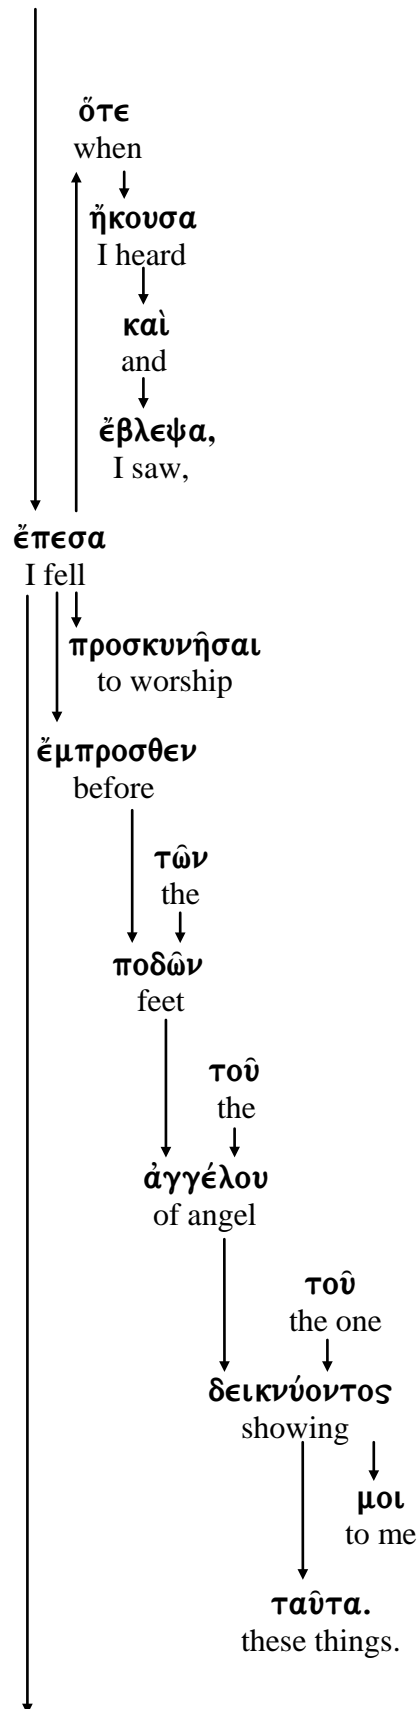 ὅτε
when
ἤκουσα
I heard
καὶ
and
ἔβλεψα,
I saw,
ἔπεσα
I fell
προσκυνῆσαι
to worship
ἔμπροσθεν
before
τῶν
the
ποδῶν
feet
τοῦ
the
ἀγγέλου
of angel
τοῦ
the one
δεικνύοντος
showing
μοι
to me
ταῦτα.
these things.